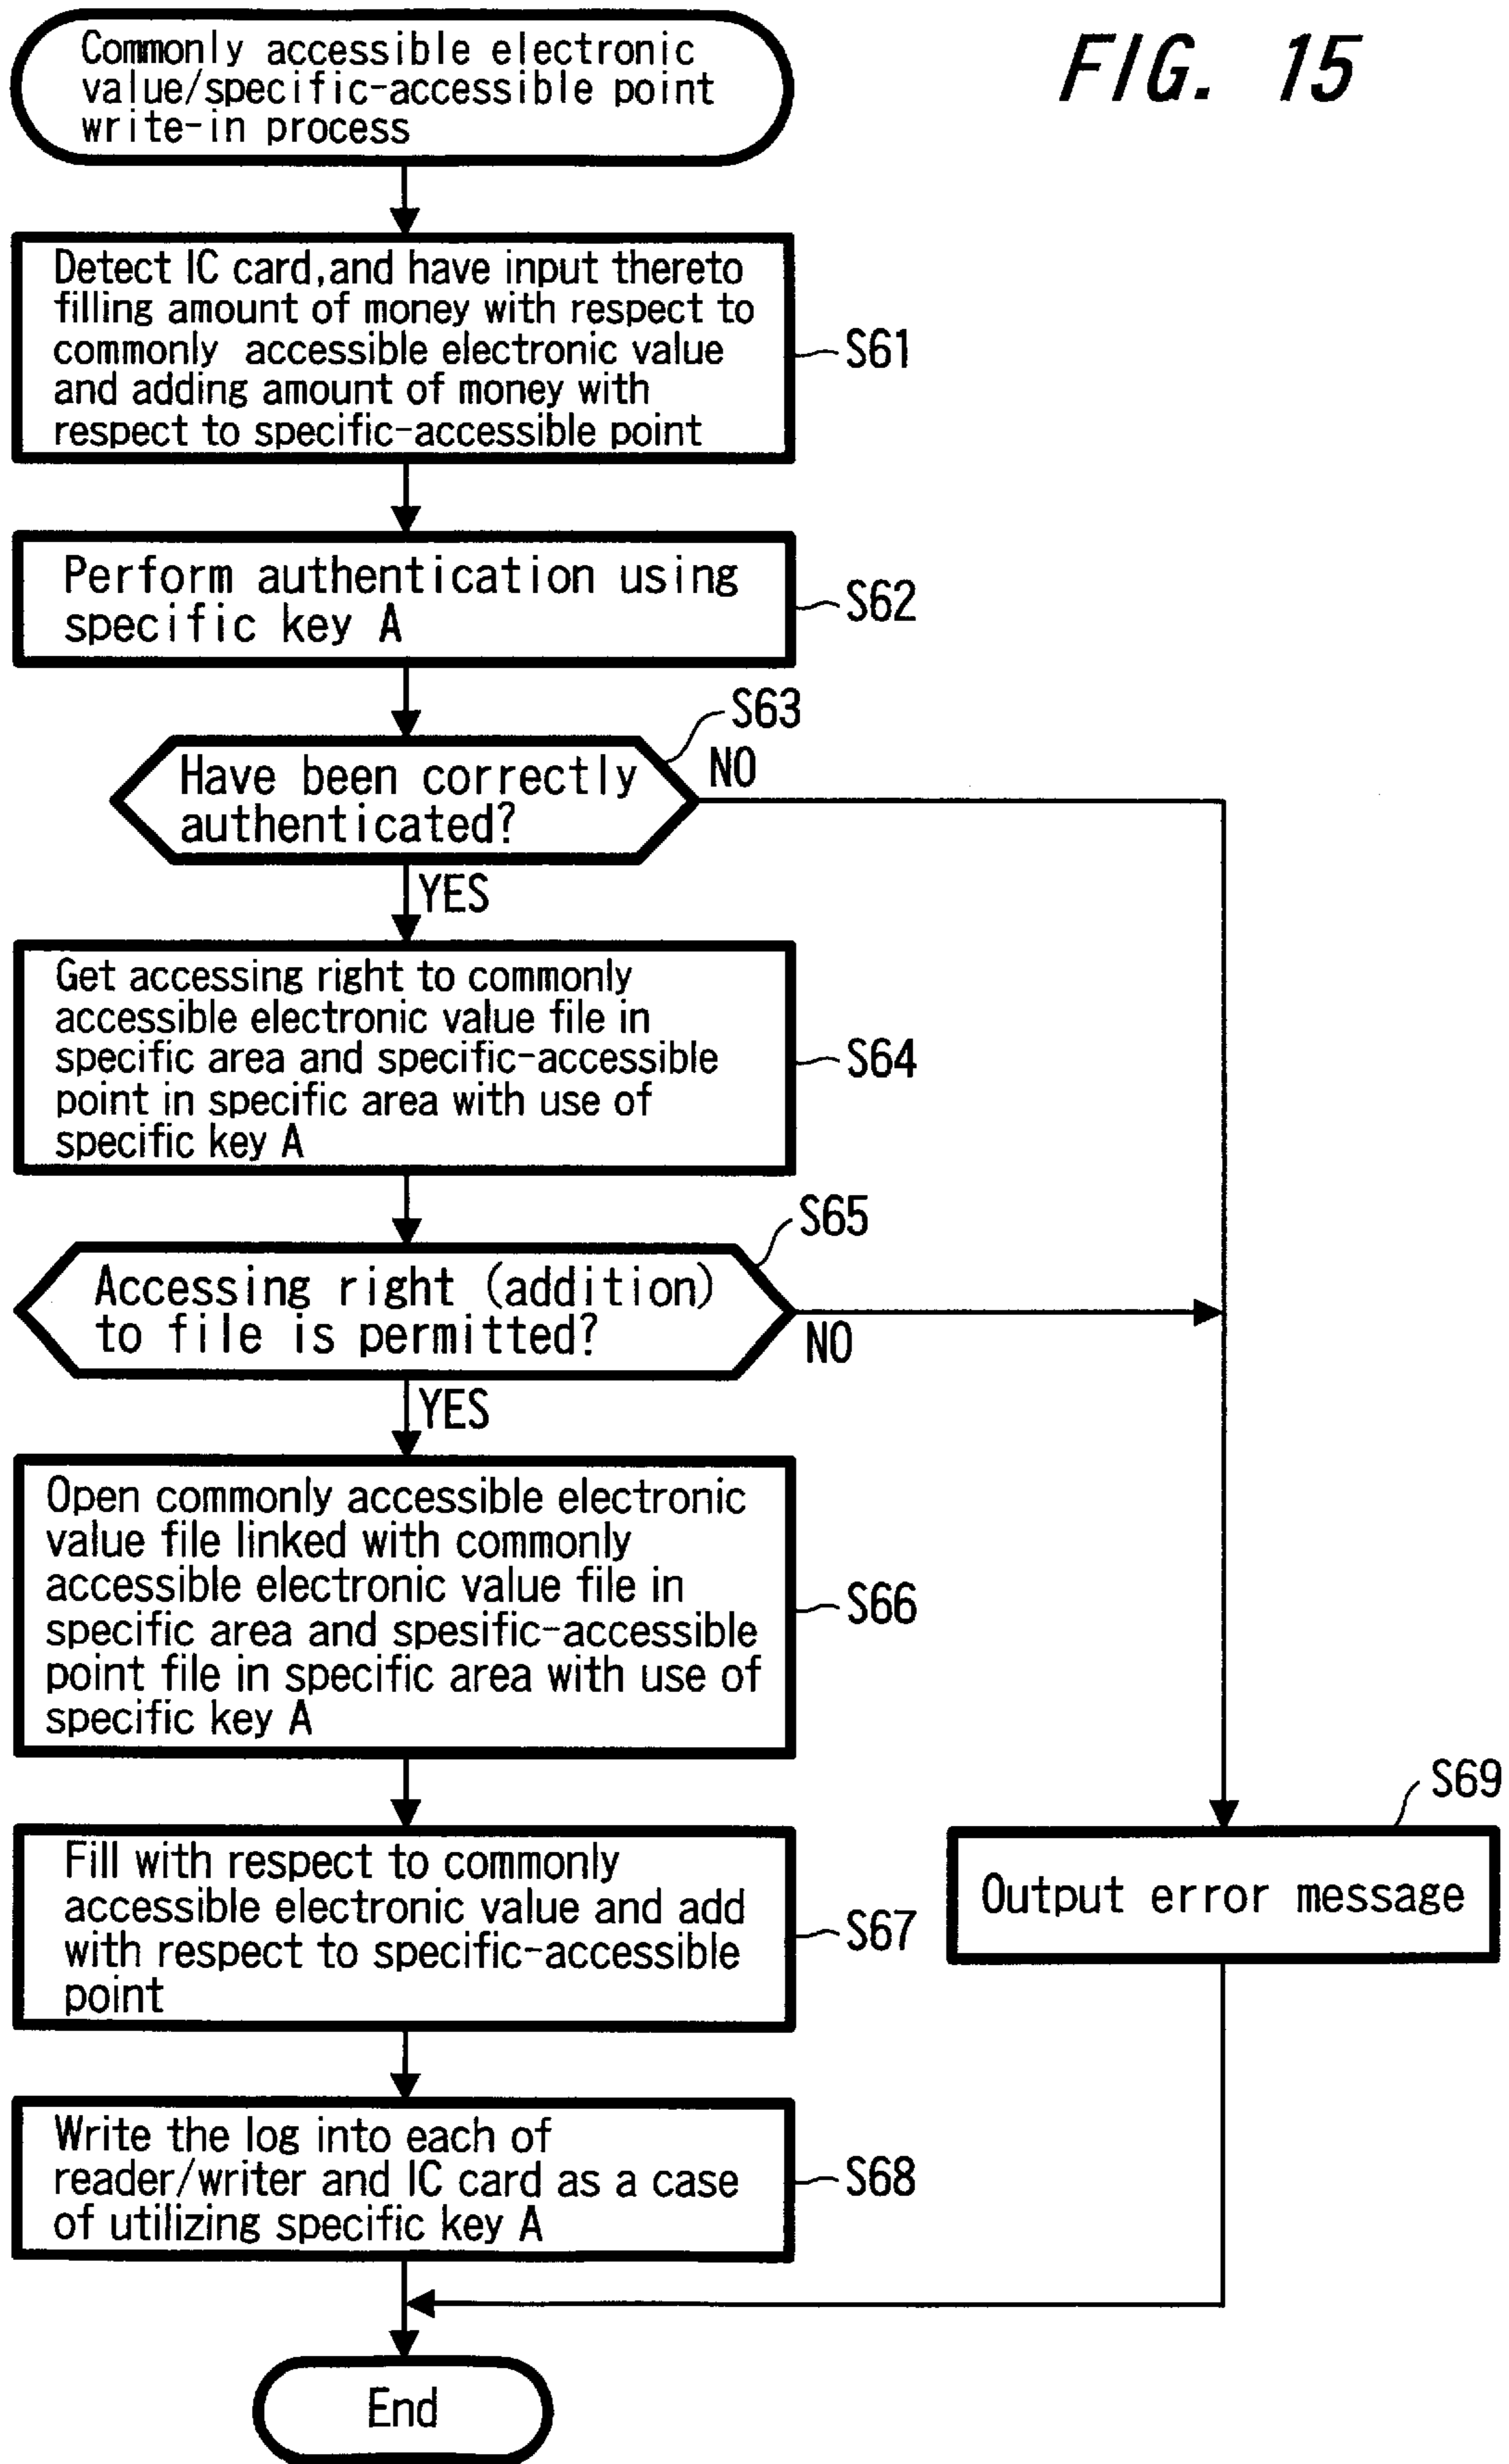 FIG. 15
Commonly accessible electronic
value/specific-accessible point
write-in process
Detect IC card,and have input thereto
filling amount of money with respect to
commonly accessible electronic value
and adding amount of money with
respect to specific-accessible point
S61
Perform authentication using
specific key A
S62
S63
Have been correctly
authenticated?
NO
YES
Get accessing right to commonly
accessible electronic value file in
specific area and specific-accessible
point in specific area with use of
specific key A
S64
S65
Accessing right (addition)
to file is permitted?
NO
YES
Open commonly accessible electronic
value file linked with commonly
accessible electronic value file in
specific area and spesific-accessible
point file in specific area with use of
specific key A
S66
Fill with respect to commonly
accessible electronic value and add
with respect to specific-accessible
point
S67
S69
Output error message
Write the log into each of
reader/writer and IC card as a case
of utilizing specific key A
S68
End